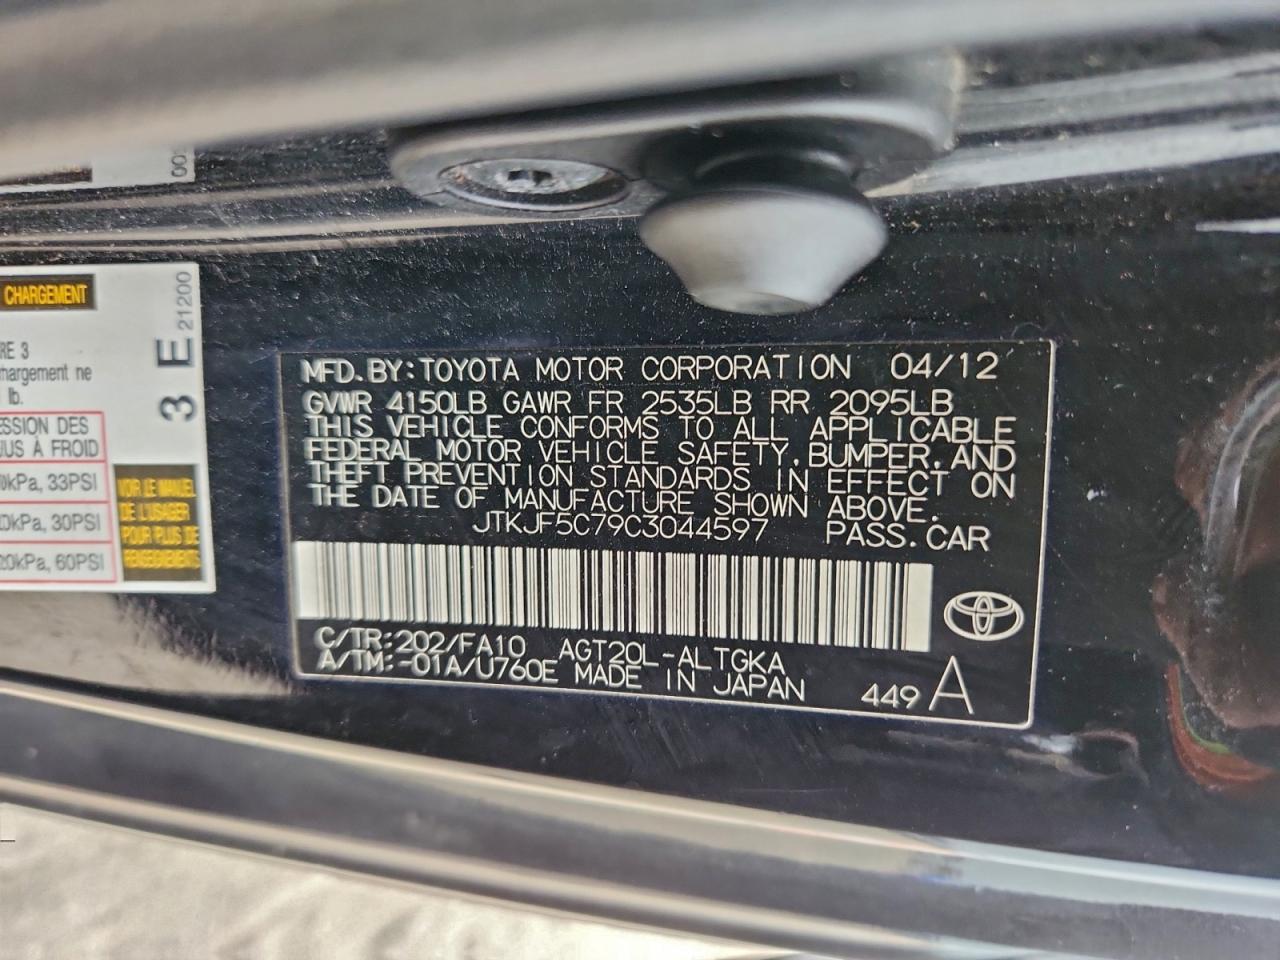 00
CHARGEMENT
3 E 21200
RE 3
hargement ne
lb.
ESSION DES
US À FROID
kPa, 33PSI
0kPa, 30PSI
20kPa, 60PSI
VOIR LE MANUEL
DE L'USAGER
POUR PLUS DE
RENSEIGNEMENTS
MFD.BY:TOYOTA MOTOR CORPORATION 04/12
GVWR 4150LB GAWR FR 2535LB RR 2095LB
THIS VEHICLE CONFORMS TO ALL APPLICABLE
FEDERAL MOTOR VEHICLE SAFETY,BUMPER,AND
THEFT PREVENTION STANDARDS IN EFFECT ON
THE DATE OF MANUFACTURE SHOWN ABOVE.
JTKJF5C79C3044597 PASS.CAR
C/TR:202/FA10 AGT20L-ALTGKA
A/TM:-01A/U760E MADE IN JAPAN
449 A